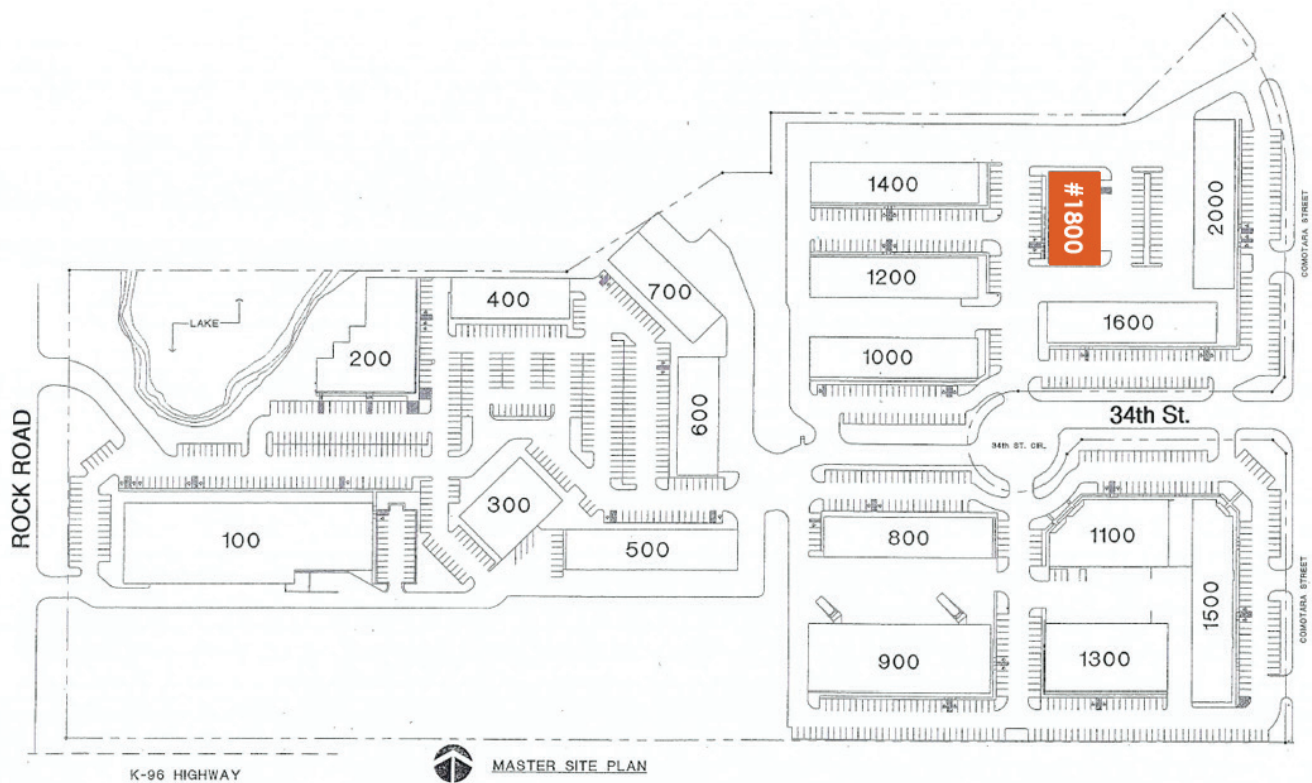 1400
#1800
2000
COMOTARA STREET
1200
700
400
LAKE
1600
200
1000
600
34th St.
34th ST. CIR.
ROCK ROAD
300
100
500
800
1100
1500
COMOTARA STREET
900
1300
K-96 HIGHWAY
MASTER SITE PLAN